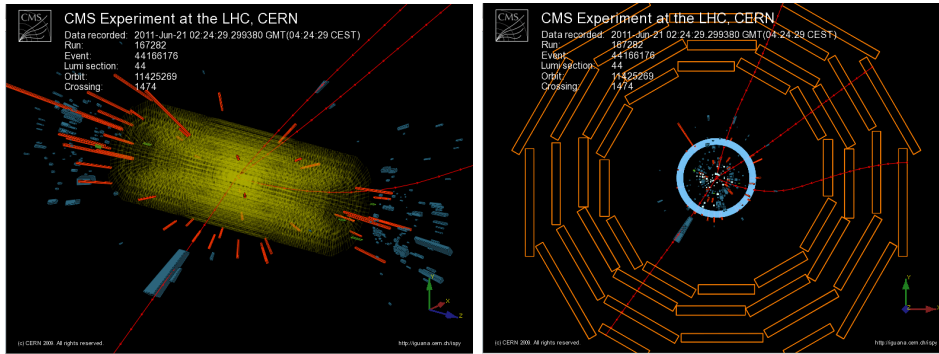 CMS
CMS Experiment at the LHC, CERN
Data recorded: 2011-Jun-21 02:24:29.299380 GMT(04:24:29 CEST)
Run: 167282
Event: 44166176
Lumi section: 44
Orbit: 11425269
Crossing: 1474
Y
X
Z
(c) CERN 2009. All rights reserved.
http://iguana.cern.ch/ispy
CMS
CMS Experiment at the LHC, CERN
Data recorded: 2011-Jun-21 02:24:29.299380 GMT(04:24:29 CEST)
Run: 167282
Event: 44166176
Lumi section: 44
Orbit: 11425269
Crossing: 1474
Y
X
(c) CERN 2009. All rights reserved.
http://iguana.cern.ch/ispy